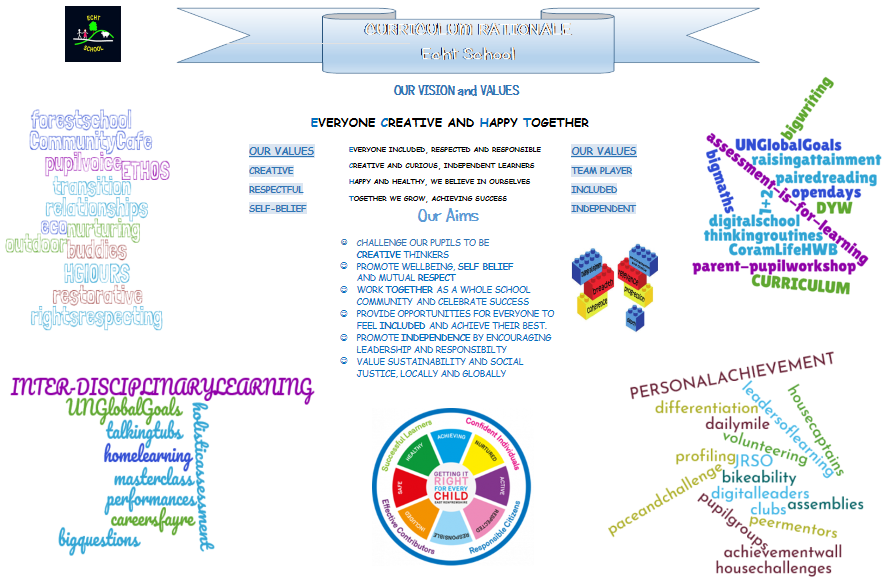 ECHT
SCHOOL
CURRICULUM RATIONALE
Echt School
OUR VISION and VALUES
EVERYONE CREATIVE AND HAPPY TOGETHER
OUR VALUES
CREATIVE
RESPECTFUL
SELF-BELIEF
EVERYONE INCLUDED, RESPECTED AND RESPONSIBLE
CREATIVE AND CURIOUS, INDEPENDENT LEARNERS
HAPPY AND HEALTHY, WE BELIEVE IN OURSELVES
TOGETHER WE GROW, ACHIEVING SUCCESS
OUR VALUES
TEAM PLAYER
INCLUDED
INDEPENDENT
Our Aims
CHALLENGE OUR PUPILS TO BE
CREATIVE THINKERS
PROMOTE WELLBEING, SELF BELIEF
AND MUTUAL RESPECT
WORK TOGETHER AS A WHOLE SCHOOL
COMMUNITY AND CELEBRATE SUCCESS
PROVIDE OPPORTUNITIES FOR EVERYONE TO
FEEL INCLUDED AND ACHIEVE THEIR BEST.
PROMOTE INDEPENDENCE BY ENCOURAGING
LEADERSHIP AND RESPONSIBILTY
VALUE SUSTAINABILITY AND SOCIAL
JUSTICE, LOCALLY AND GLOBALLY
forestschool
CommunityCafe
pupilvoice
ETHOS
transition
relationships
eco
nurturing
outdoor
buddies
HGIOURS
restorative
rightsrespecting
bigwriting
assessment-is-for-learning
UNGlobalGoals
raisingattainment
bigmaths
pairedreading
1+2
opendays
DYW
digitalschool
thinkingroutines
CoramLifeHWB
parent-pupilworkshop
CURRICULUM
breadth
relevance
progression
Coherence
INTER-DISCIPLINARYLEARNING
UNGlobalGoals
talkingtubs
holisticassessment
homelearning
masterclass
performances
careersfayre
bigquestions
Successful Learners
Confident Individuals
Effective Contributors
Responsible Citizens
ACHIEVING
NURTURED
ACTIVE
RESPECTED
RESPONSIBLE
INCLUDED
SAFE
HEALTHY
GETTING IT
RIGHT
FOR EVERY
CHILD
PERSONALACHIEVEMENT
differentiation
leadersoflearning
housecaptains
dailymile
volunteering
profiling
JRSO
paceandchallenge
bikeability
digitalleaders
pupilgroups
clubs
assemblies
peermentors
achievementwall
housechallenges